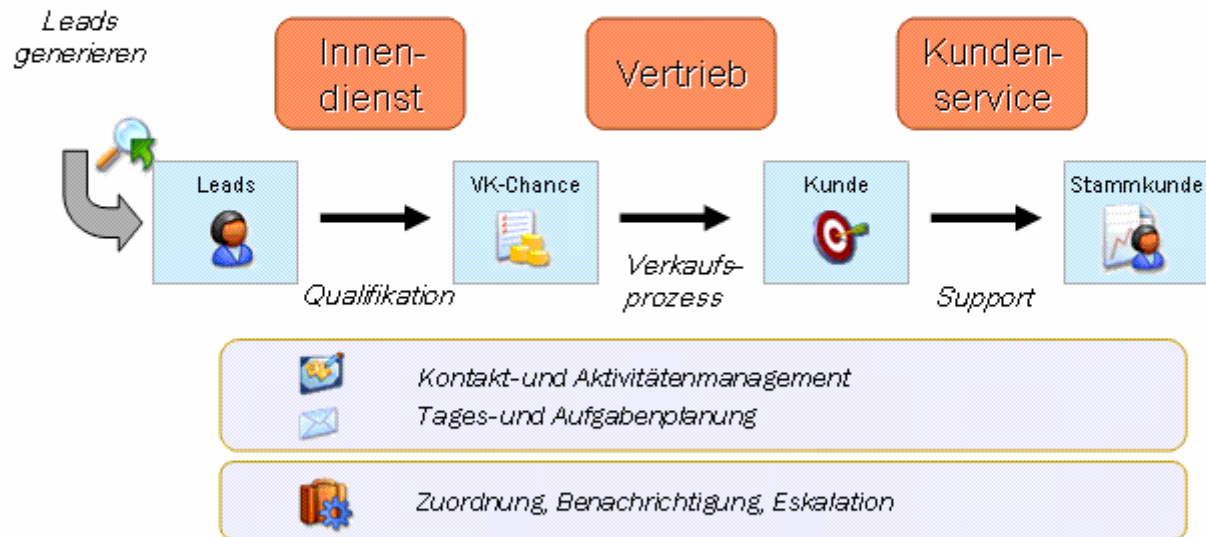 Leads
generieren
Innen-
dienst
Vertrieb
Kunden-
service
Leads
VK-Chance
Kunde
Stammkunde
Qualifikation
Verkaufs-
prozess
Support
Kontakt-und Aktivitätenmanagement
Tages-und Aufgabenplanung
Zuordnung, Benachrichtigung, Eskalation